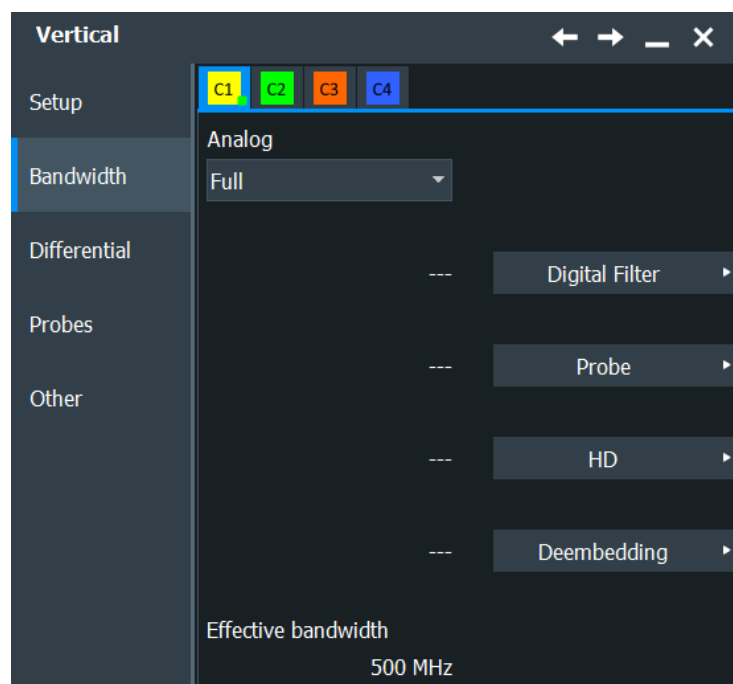 Vertical
Setup
Bandwidth
Differential
Probes
Other
C1 C2 C3 C4
Analog
Full
--- Digital Filter
--- Probe
--- HD
--- Deembedding
Effective bandwidth
500 MHz